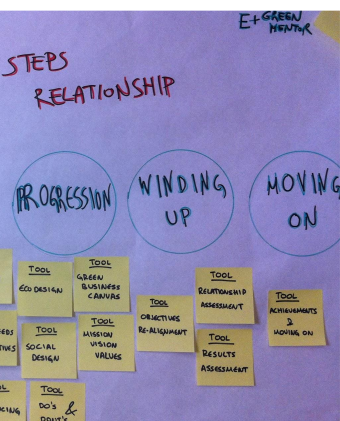 E+ GREEN
MENTOR
STEPS
RELATIONSHIP
PROGRESSION
WINDING
UP
MOVING
ON
TOOL
ECO DESIGN
TOOL
GREEN
BUSINESS
CANVAS
TOOL
SOCIAL
DESIGN
TOOL
MISSION
VISION
VALUES
TOOL
DO'S &
DONT'S
TOOL
OBJECTIVES
RE-ALIGNMENT
TOOL
RELATIONSHIP
ASSESSMENT
TOOL
RESULTS
ASSESSMENT
TOOL
ACHIEVEMENTS
&
MOVING ON